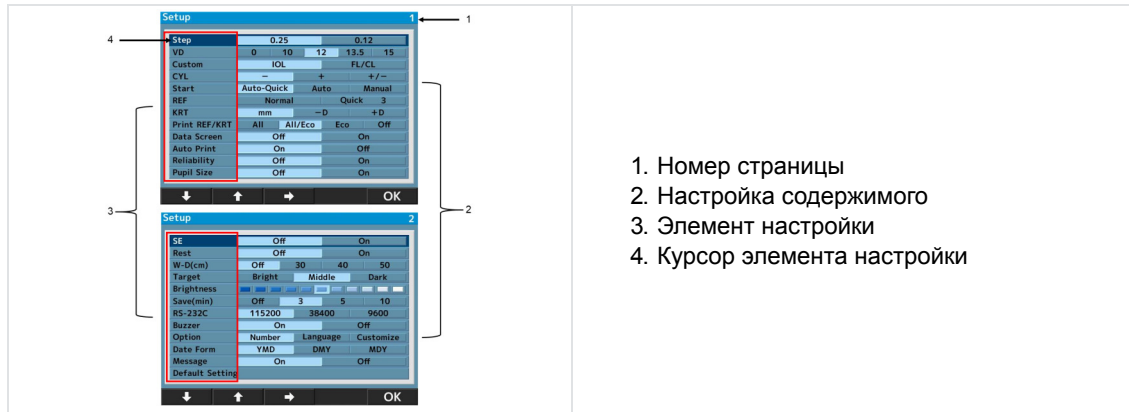 Setup 1
1
4
Step 0.25 0.12
VD 0 10 12 13.5 15
Custom IOL FL/CL
CYL − + +/−
Start Auto-Quick Auto Manual
REF Normal Quick 3
KRT mm −D +D
Print REF/KRT All All/Eco Eco Off
Data Screen Off On
Auto Print On Off
Reliability Off On
Pupil Size Off On
OK
3
2
Setup 2
SE Off On
Rest Off On
W-D(cm) Off 30 40 50
Target Bright Middle Dark
Brightness
Save(min) Off 3 5 10
RS-232C 115200 38400 9600
Buzzer On Off
Option Number Language Customize
Date Form YMD DMY MDY
Message On Off
Default Setting
OK
1. Номер страницы
2. Настройка содержимого
3. Элемент настройки
4. Курсор элемента настройки